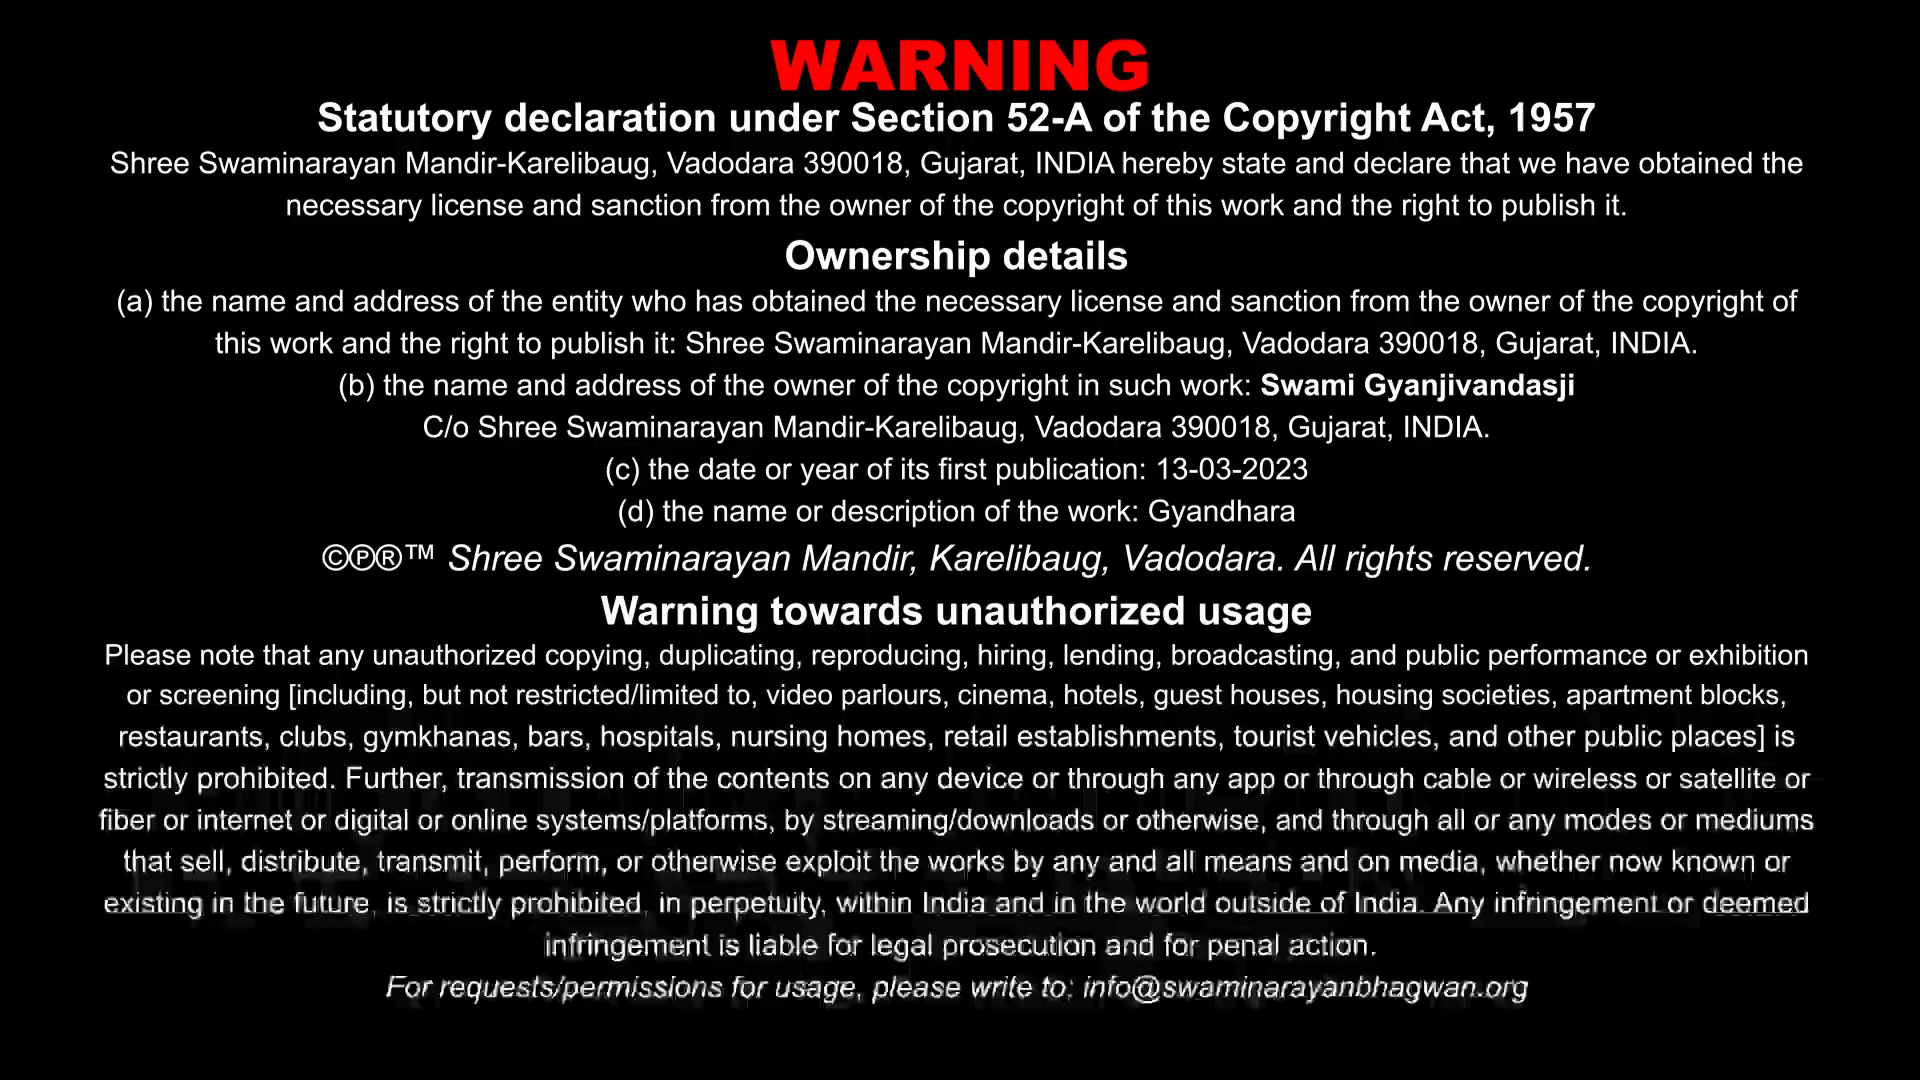 WARNING
Statutory declaration under Section 52-A of the Copyright Act, 1957
Shree Swaminarayan Mandir-Karelibaug, Vadodara 390018, Gujarat, INDIA hereby state and declare that we have obtained the
necessary license and sanction from the owner of the copyright of this work and the right to publish it.
Ownership details
(a) the name and address of the entity who has obtained the necessary license and sanction from the owner of the copyright of
this work and the right to publish it: Shree Swaminarayan Mandir-Karelibaug, Vadodara 390018, Gujarat, INDIA.
(b) the name and address of the owner of the copyright in such work: Swami Gyanjivandasji
C/o Shree Swaminarayan Mandir-Karelibaug, Vadodara 390018, Gujarat, INDIA.
(c) the date or year of its first publication: 13-03-2023
(d) the name or description of the work: Gyandhara
©℗®™ Shree Swaminarayan Mandir, Karelibaug, Vadodara. All rights reserved.
Warning towards unauthorized usage
Please note that any unauthorized copying, duplicating, reproducing, hiring, lending, broadcasting, and public performance or exhibition
or screening [including, but not restricted/limited to, video parlours, cinema, hotels, guest houses, housing societies, apartment blocks,
restaurants, clubs, gymkhanas, bars, hospitals, nursing homes, retail establishments, tourist vehicles, and other public places] is
strictly prohibited. Further, transmission of the contents on any device or through any app or through cable or wireless or satellite or
fiber or internet or digital or online systems/platforms, by streaming/downloads or otherwise, and through all or any modes or mediums
that sell, distribute, transmit, perform, or otherwise exploit the works by any and all means and on media, whether now known or
existing in the future, is strictly prohibited, in perpetuity, within India and in the world outside of India. Any infringement or deemed
infringement is liable for legal prosecution and for penal action.
For requests/permissions for usage, please write to: info@swaminarayanbhagwan.org